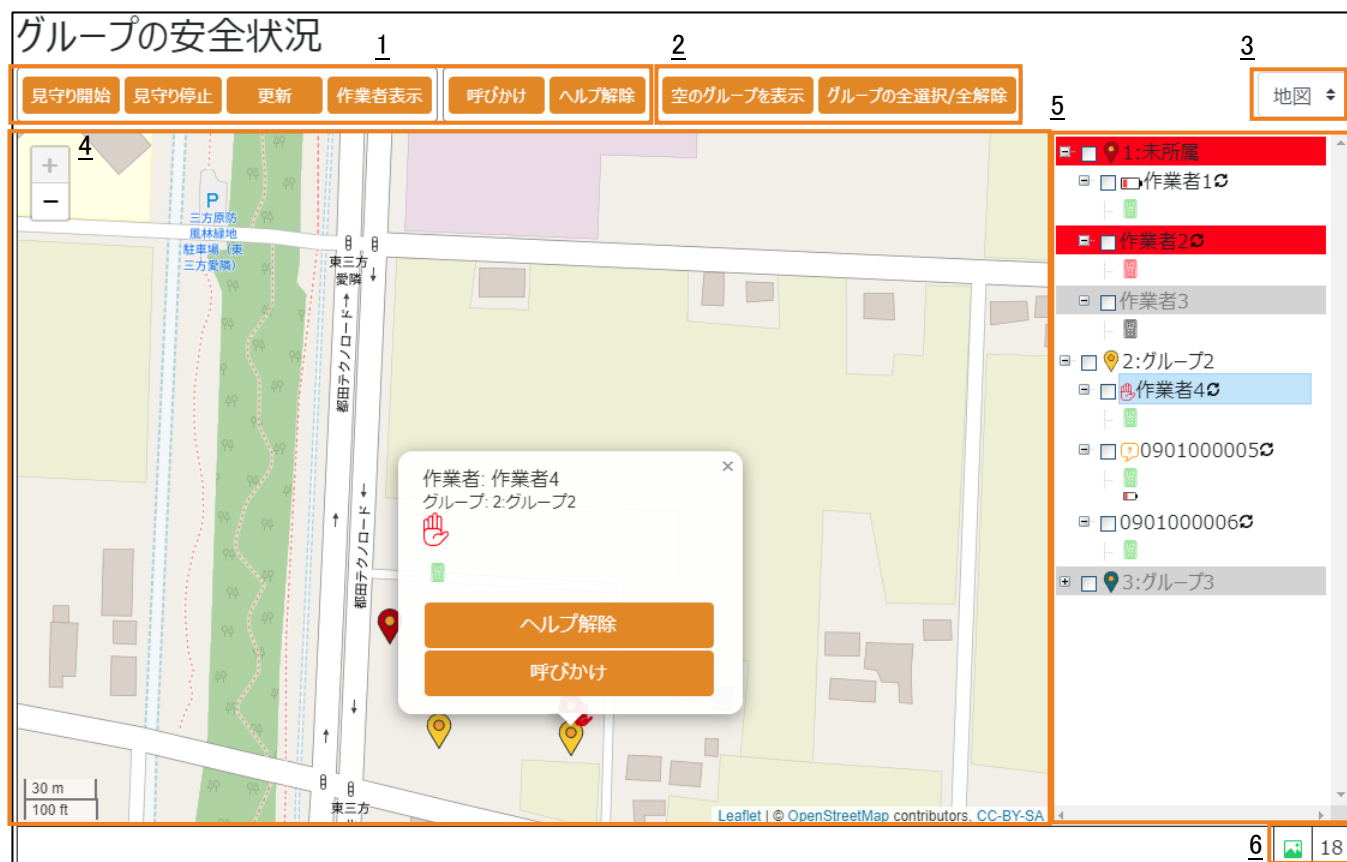 グループの安全状況
1
2
3
見守り開始 見守り停止 更新 作業者表示 呼びかけ ヘルプ解除 空のグループを表示 グループの全選択/全解除 地図
4
5
+
−
P
三方原防
風林緑地
駐車場（東
三方愛隣）
東三方
愛隣
都田テクノロード
都田テクノロード
作業者: 作業者4
グループ: 2:グループ2
×
ヘルプ解除
呼びかけ
30 m
100 ft
東三方
Leaflet | © OpenStreetMap contributors, CC-BY-SA
1:未所属
作業者1
作業者2
作業者3
2:グループ2
作業者4
0901000005
0901000006
3:グループ3
6
18